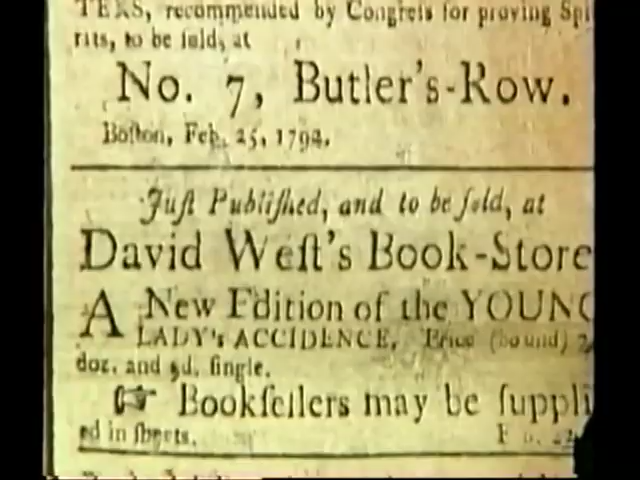 TERS, recommended by Congreſs for proving Spi
rits, to be ſold, at
No. 7, Butler's-Row.
Boſton, Feb. 25, 1792.
Juſt Publiſhed, and to be ſold, at
David Weſt's Book-Store
A New Edition of the YOUNG
LADY's ACCIDENCE. Price (bound)
doz. and 9d. ſingle.
☞ Bookſellers may be ſuppli
ed in ſheets.